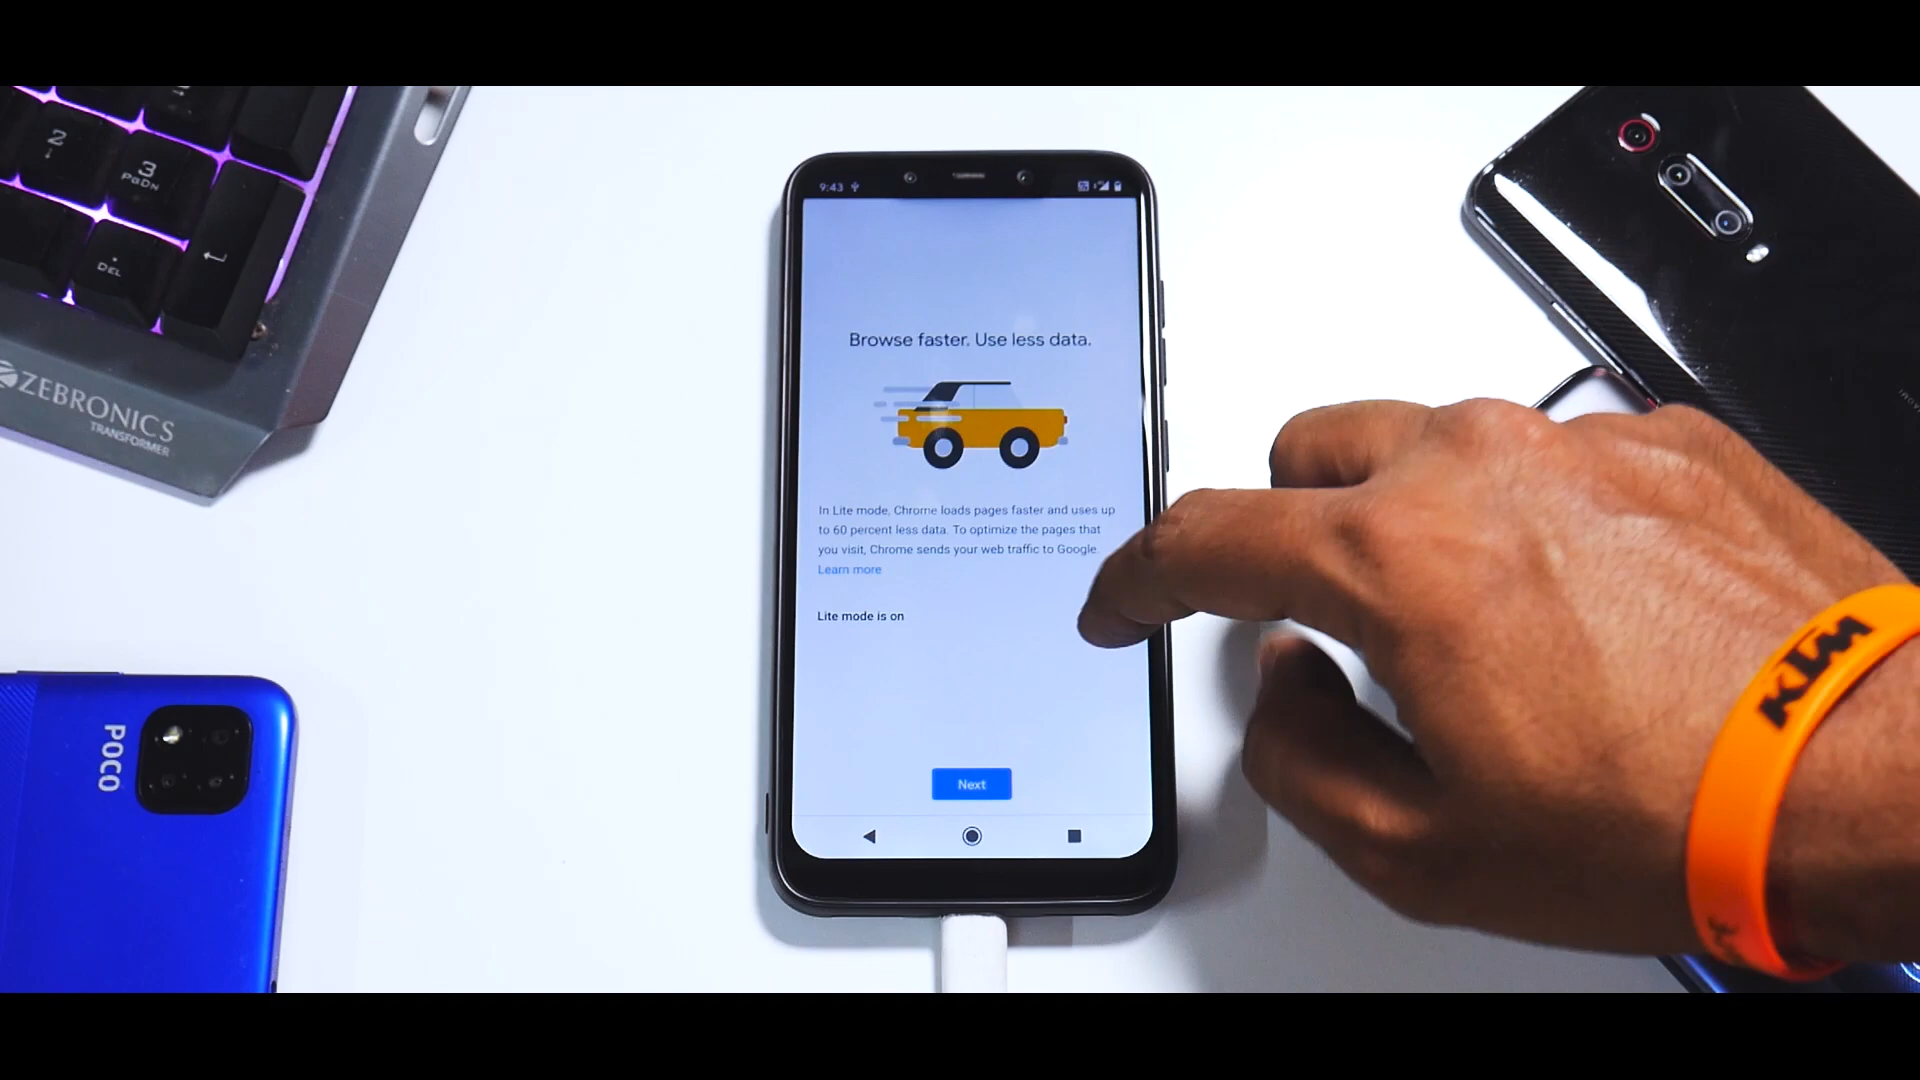 2
3
PgDn
DEL
ZEBRONICS
TRANSFORMER
9:43
Browse faster. Use less data.
In Lite mode, Chrome loads pages faster and uses up
to 60 percent less data. To optimize the pages that
you visit, Chrome sends your web traffic to Google.
Learn more
Lite mode is on
Next
POCO
KTM